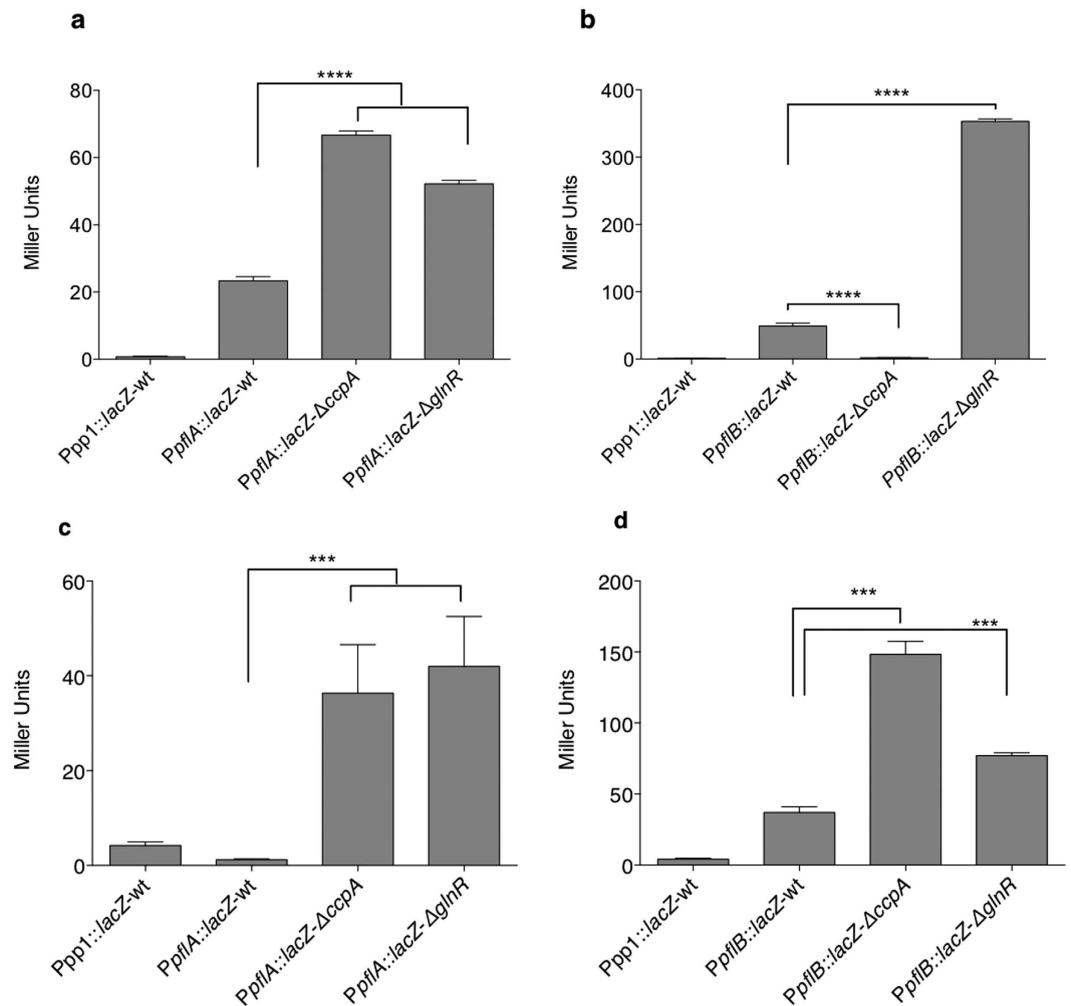 a
****
80
60
40
20
0
Miller Units
Ppp1::lacZ-wt
PpflA::lacZ-wt
PpflA::lacZ-ΔccpA
PpflA::lacZ-ΔglnR
b
****
****
400
300
200
100
0
Miller Units
Ppp1::lacZ-wt
PpflB::lacZ-wt
PpflB::lacZ-ΔccpA
PpflB::lacZ-ΔglnR
c
***
60
40
20
0
Miller Units
Ppp1::lacZ-wt
PpflA::lacZ-wt
PpflA::lacZ-ΔccpA
PpflA::lacZ-ΔglnR
d
***
***
200
150
100
50
0
Miller Units
Ppp1::lacZ-wt
PpflB::lacZ-wt
PpflB::lacZ-ΔccpA
PpflB::lacZ-ΔglnR